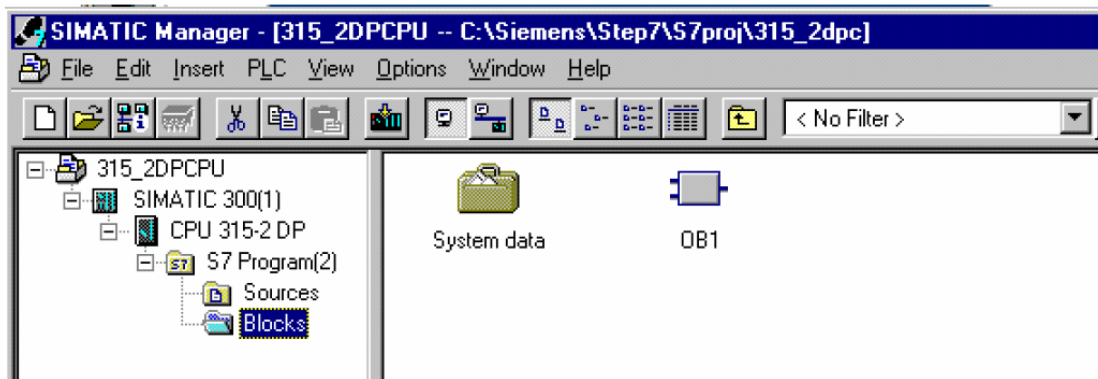 SIMATIC Manager - [315_2DPCPU -- C:\Siemens\Step7\S7proj\315_2dpc]
File Edit Insert PLC View Options Window Help
< No Filter >
315_2DPCPU
SIMATIC 300(1)
CPU 315-2 DP
S7 S7 Program(2)
Sources
Blocks
System data
OB1